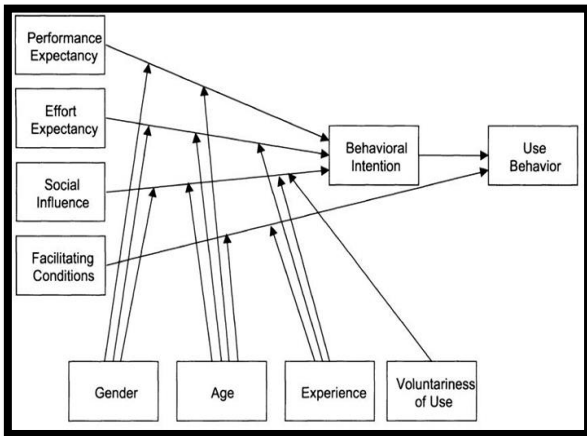 Performance
Expectancy
Effort
Expectancy
Social
Influence
Facilitating
Conditions
Behavioral
Intention
Use
Behavior
Gender
Age
Experience
Voluntariness
of Use